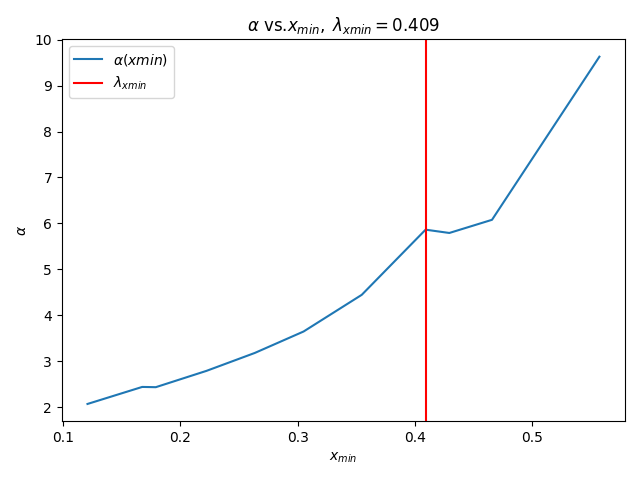 α vs.x_min, λ_xmin = 0.409
10
9
8
7
6
5
4
3
2
α
α(xmin)
λ_xmin
0.1 0.2 0.3 0.4 0.5
x_min